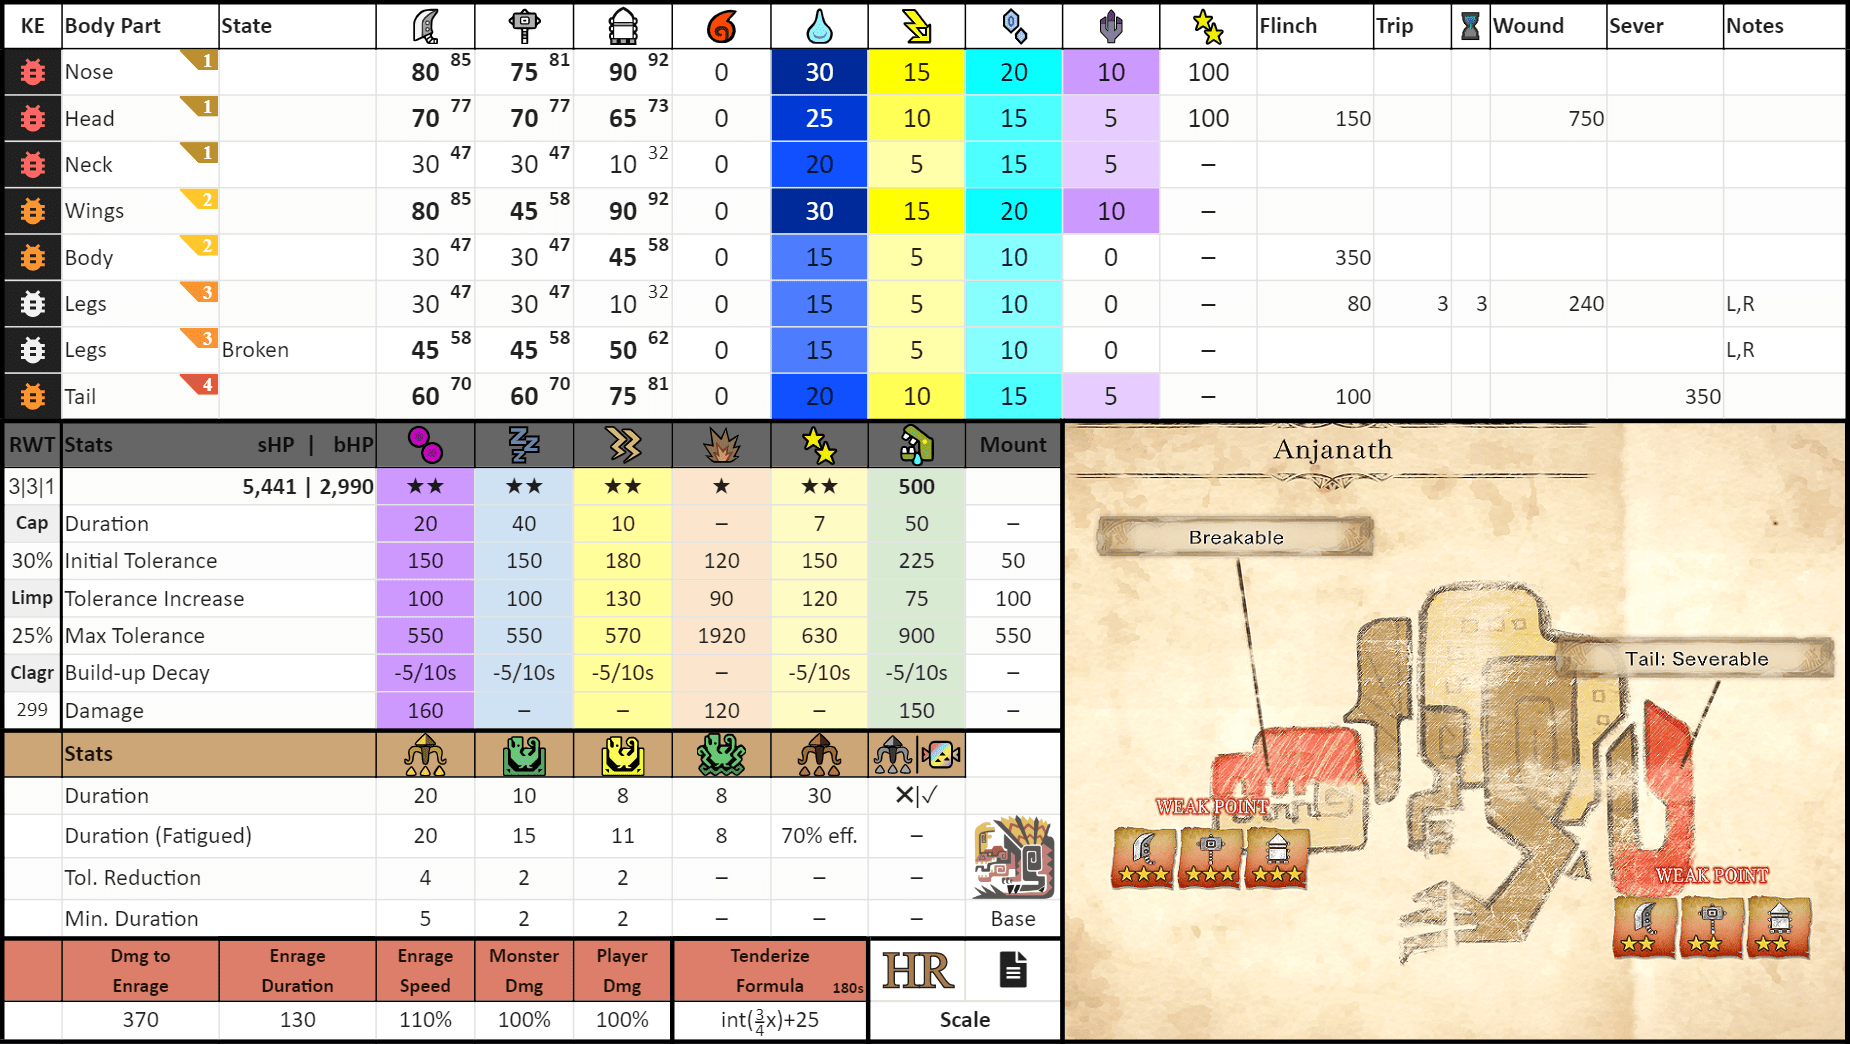 KE Body Part State Flinch Trip Wound Sever Notes
Nose 1 80 85 75 81 90 92 0 30 15 20 10 100
Head 1 70 77 70 77 65 73 0 25 10 15 5 100 150 750
Neck 1 30 47 30 47 10 32 0 20 5 15 5 –
Wings 2 80 85 45 58 90 92 0 30 15 20 10 –
Body 2 30 47 30 47 45 58 0 15 5 10 0 – 350
Legs 3 30 47 30 47 10 32 0 15 5 10 0 – 80 3 3 240 L,R
Legs 3 Broken 45 58 45 58 50 62 0 15 5 10 0 – L,R
Tail 4 60 70 60 70 75 81 0 20 10 15 5 – 100 350
RWT Stats sHP | bHP Mount
3|3|1 5,441 | 2,990 ★★ ★★ ★★ ★ ★★ 500
Cap Duration 20 40 10 – 7 50 –
30% Initial Tolerance 150 150 180 120 150 225 50
Limp Tolerance Increase 100 100 130 90 120 75 100
25% Max Tolerance 550 550 570 1920 630 900 550
Clagr Build-up Decay -5/10s -5/10s -5/10s – -5/10s -5/10s –
299 Damage 160 – – 120 – 150 –
Stats
Duration 20 10 8 8 30 ✕|✓
Duration (Fatigued) 20 15 11 8 70% eff. –
Tol. Reduction 4 2 2 – – –
Min. Duration 5 2 2 – – – Base
Dmg to Enrage Enrage Duration Enrage Speed Monster Dmg Player Dmg Tenderize Formula 180s HR
370 130 110% 100% 100% int(¾x)+25 Scale
Anjanath
Breakable
Tail: Severable
WEAK POINT
WEAK POINT